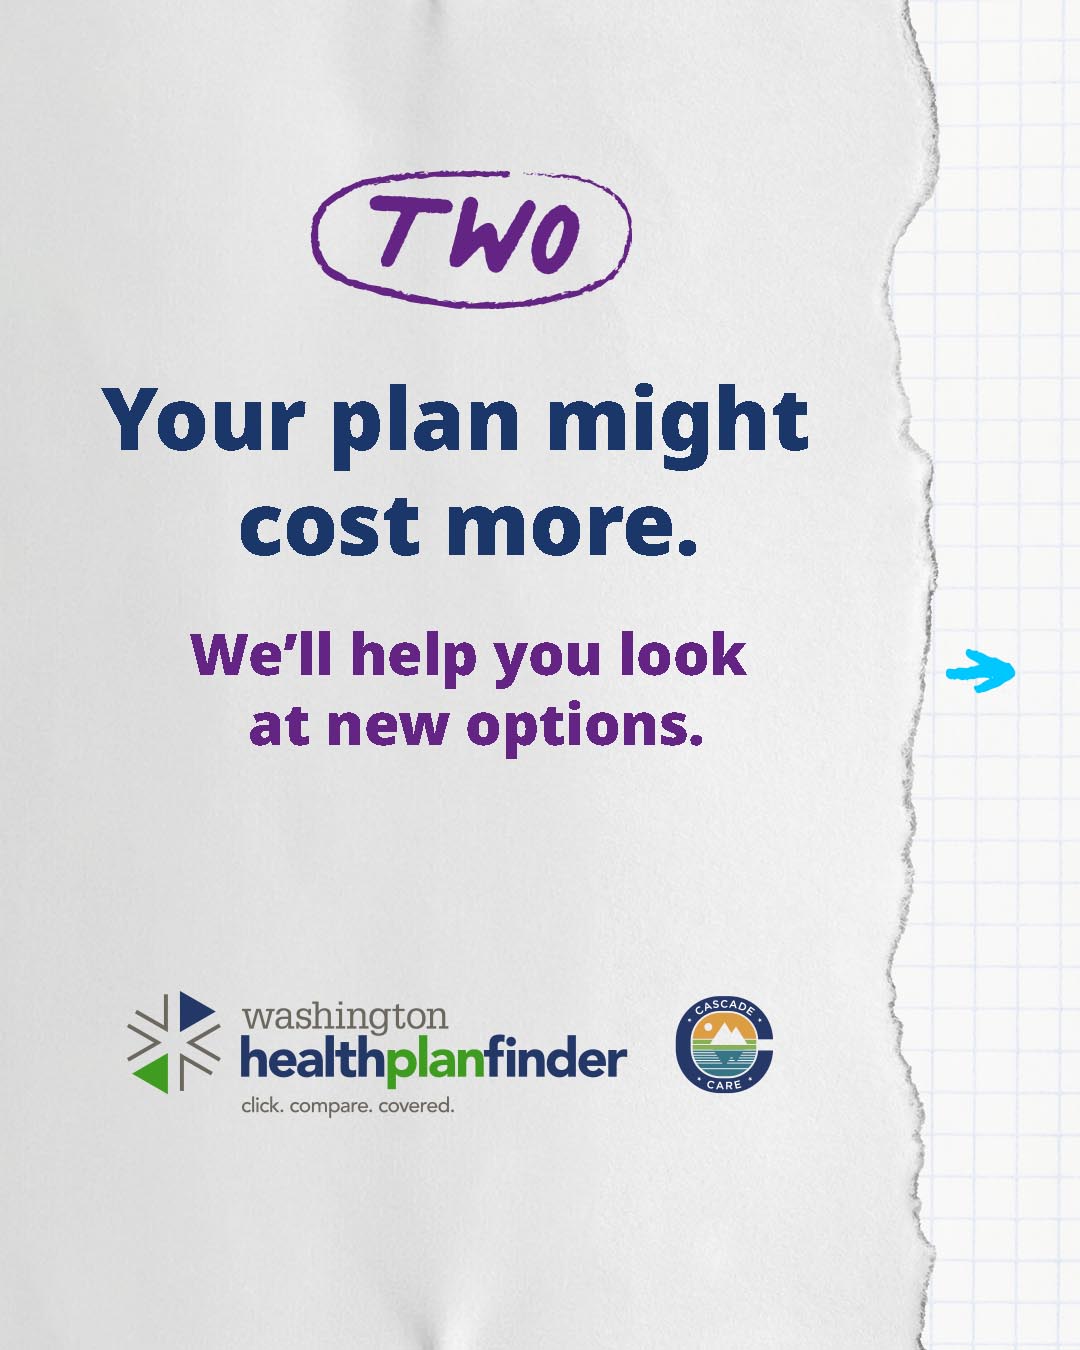 TWO
Your plan might
cost more.
We’ll help you look
at new options.
washington
healthplanfinder
click. compare. covered.
CASCADE
CARE